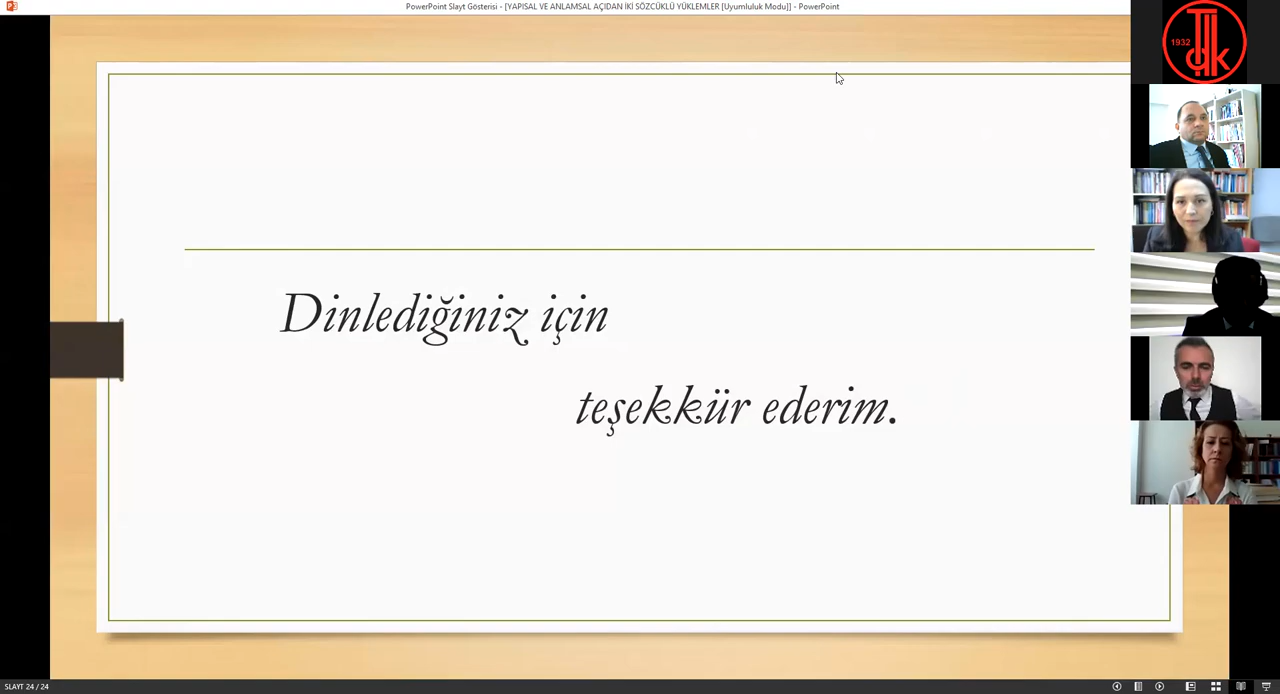 PowerPoint Slayt Gösterisi - [YAPISAL VE ANLAMSAL AÇIDAN İKİ SÖZCÜKLÜ YÜKLEMLER [Uyumluluk Modu]] - PowerPoint
1932
Dinlediğiniz için
teşekkür ederim.
SLAYT 24 / 24